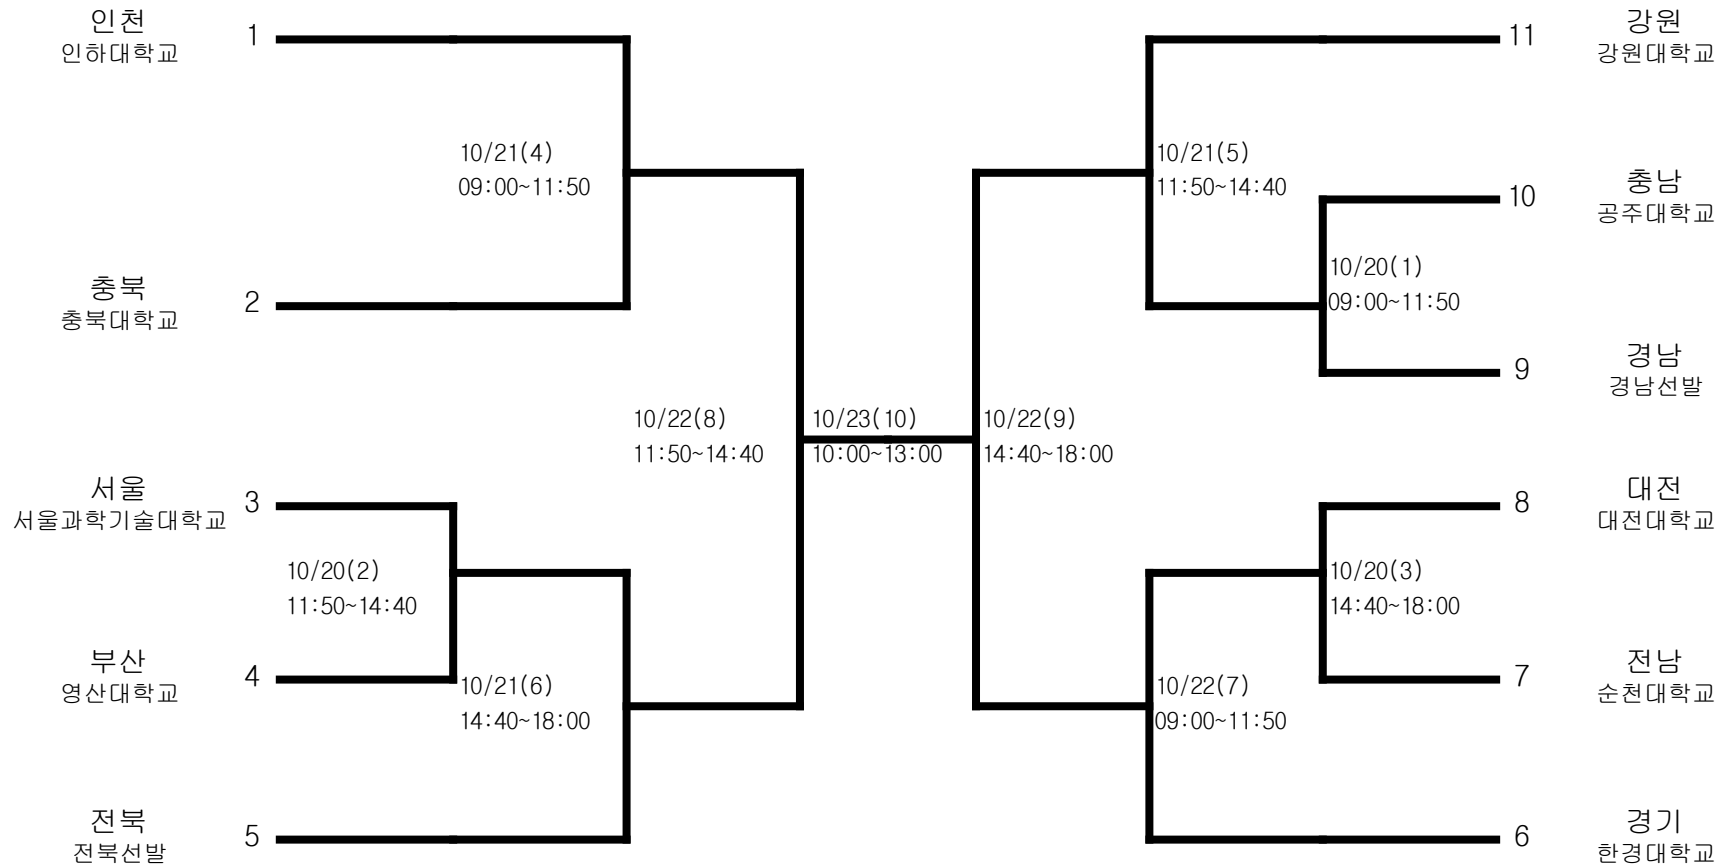 인천
인하대학교
1
충북
충북대학교
2
서울
서울과학기술대학교
3
부산
영산대학교
4
전북
전북선발
5
10/21(4)
09:00~11:50
10/20(2)
11:50~14:40
10/21(6)
14:40~18:00
10/22(8)
11:50~14:40
10/23(10)
10:00~13:00
10/22(9)
14:40~18:00
10/21(5)
11:50~14:40
10/20(1)
09:00~11:50
10/20(3)
14:40~18:00
10/22(7)
09:00~11:50
11
강원
강원대학교
10
충남
공주대학교
9
경남
경남선발
8
대전
대전대학교
7
전남
순천대학교
6
경기
한경대학교